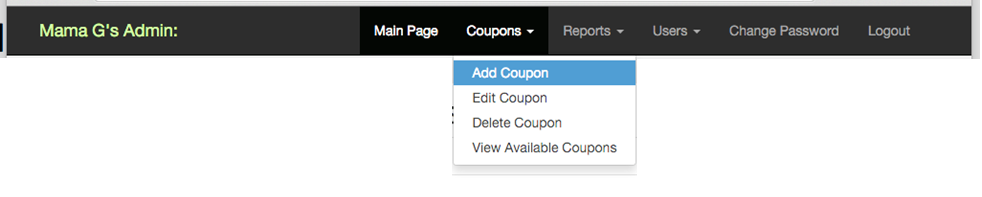 Mama G's Admin: Main Page Coupons Reports Users Change Password Logout
Add Coupon
Edit Coupon
Delete Coupon
View Available Coupons